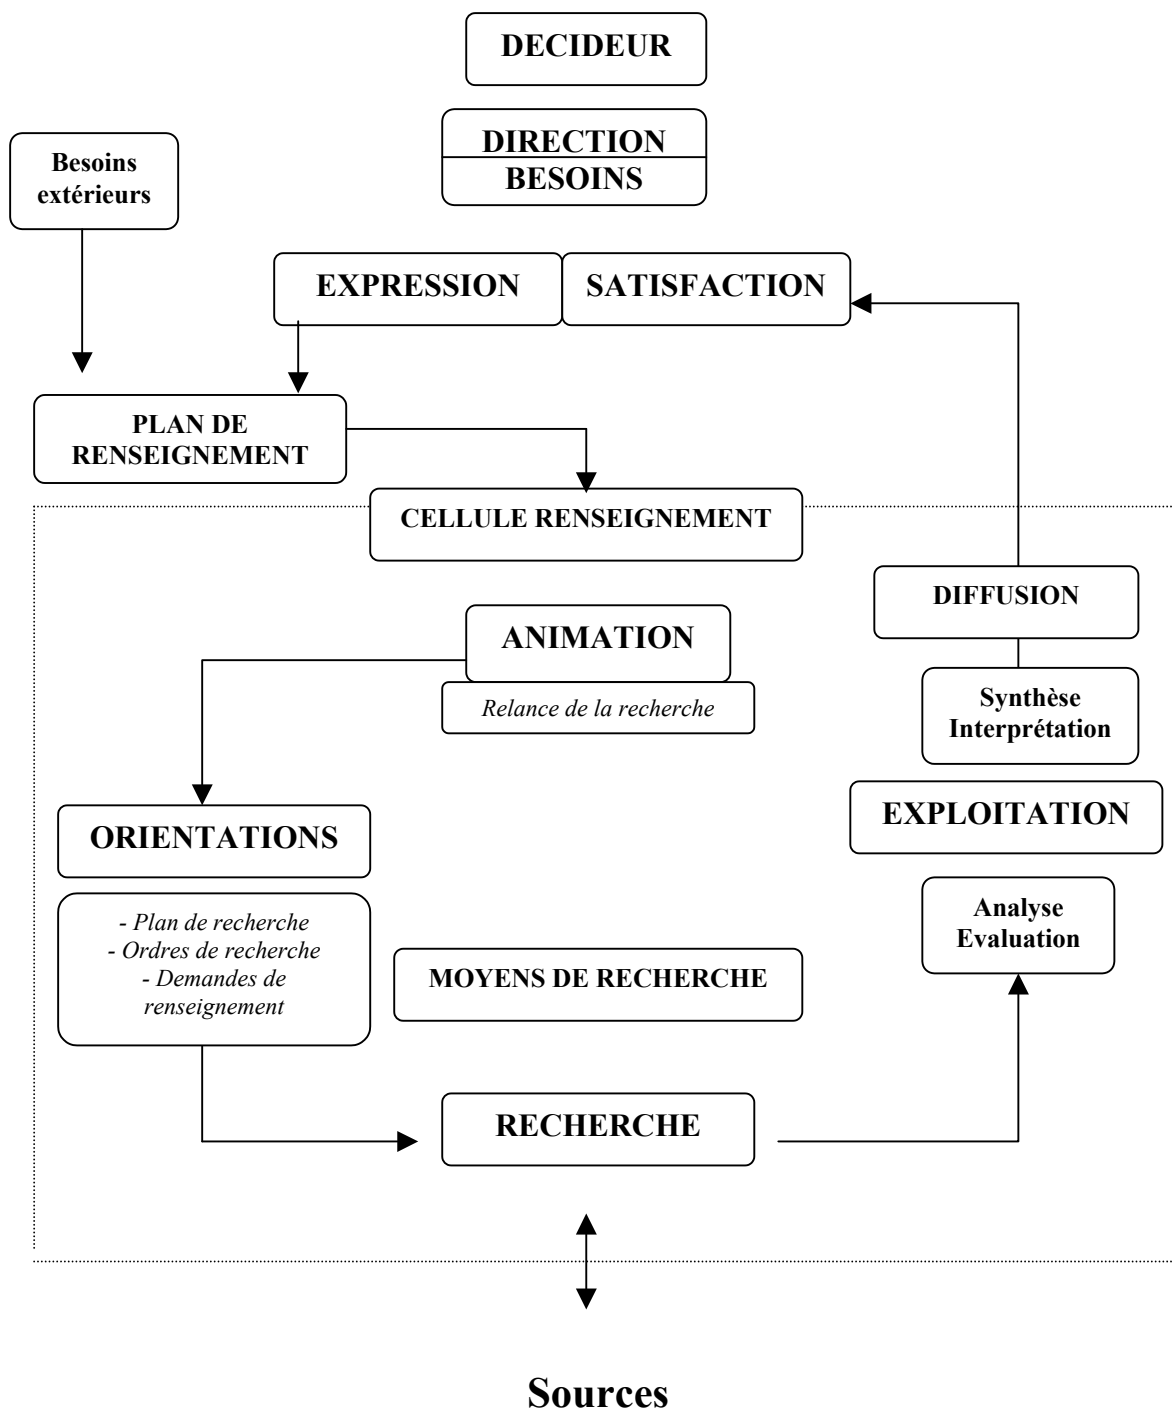 DECIDEUR
DIRECTION
BESOINS
Besoins
extérieurs
EXPRESSION
SATISFACTION
PLAN DE
RENSEIGNEMENT
CELLULE RENSEIGNEMENT
DIFFUSION
ANIMATION
Relance de la recherche
Synthèse
Interprétation
ORIENTATIONS
EXPLOITATION
- Plan de recherche
- Ordres de recherche
- Demandes de
renseignement
MOYENS DE RECHERCHE
Analyse
Evaluation
RECHERCHE
Sources